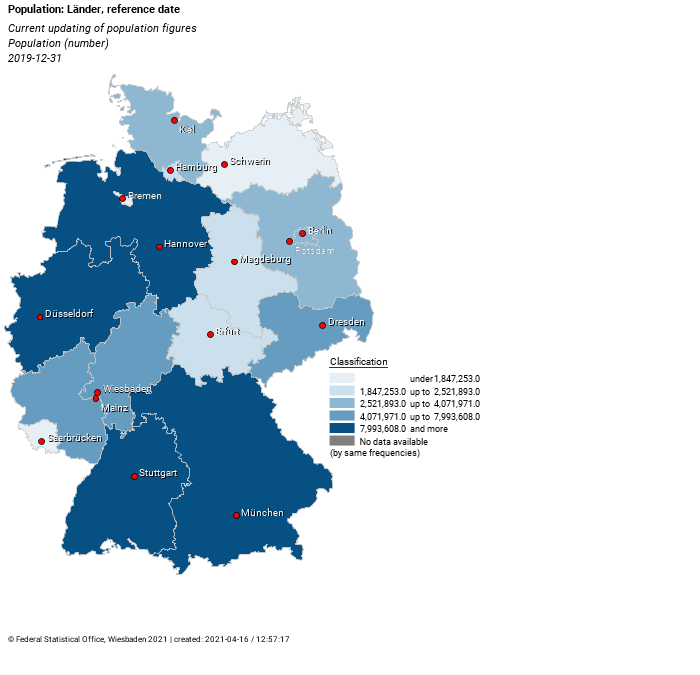 Population: Länder, reference date
Current updating of population figures
Population (number)
2019-12-31
Kiel
Hamburg
Schwerin
Bremen
Berlin
Hannover
Potsdam
Magdeburg
Düsseldorf
Dresden
Erfurt
Classification
under 1,847,253.0
1,847,253.0 up to 2,521,893.0
2,521,893.0 up to 4,071,971.0
4,071,971.0 up to 7,993,608.0
7,993,608.0 and more
No data available
(by same frequencies)
Wiesbaden
Mainz
Saarbrücken
Stuttgart
München
© Federal Statistical Office, Wiesbaden 2021 | created: 2021-04-16 / 12:57:17